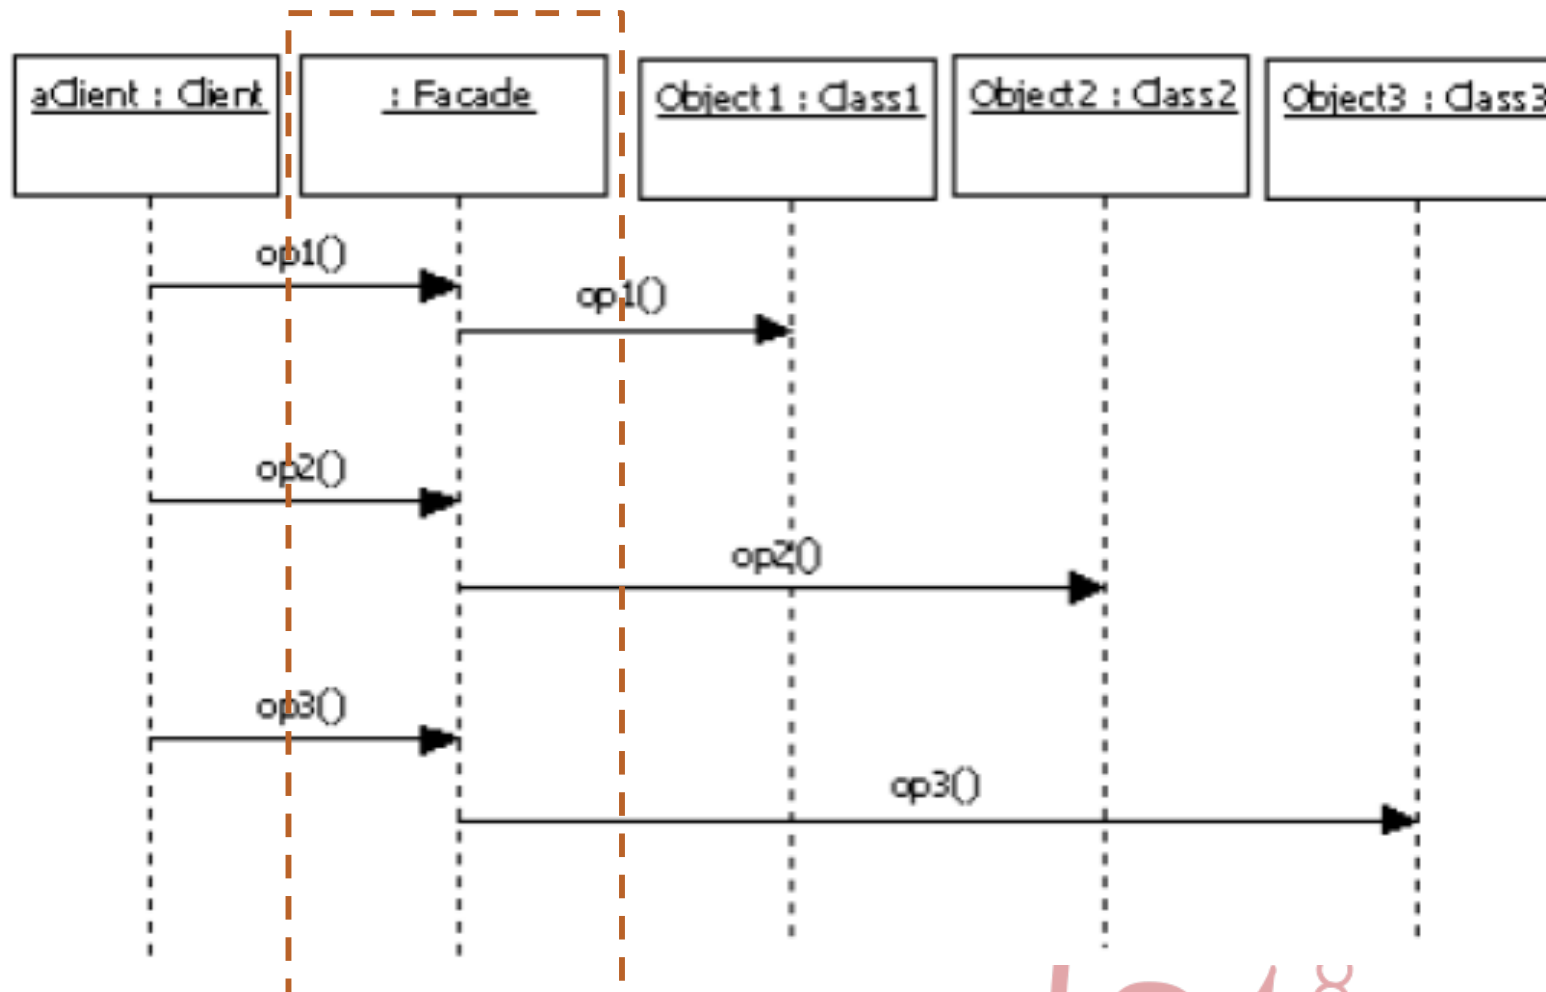 aClient : Client
: Facade
Object1 : Class1
Object2 : Class2
Object3 : Class3
op1()
op1()
op2()
op2()
op3()
op3()